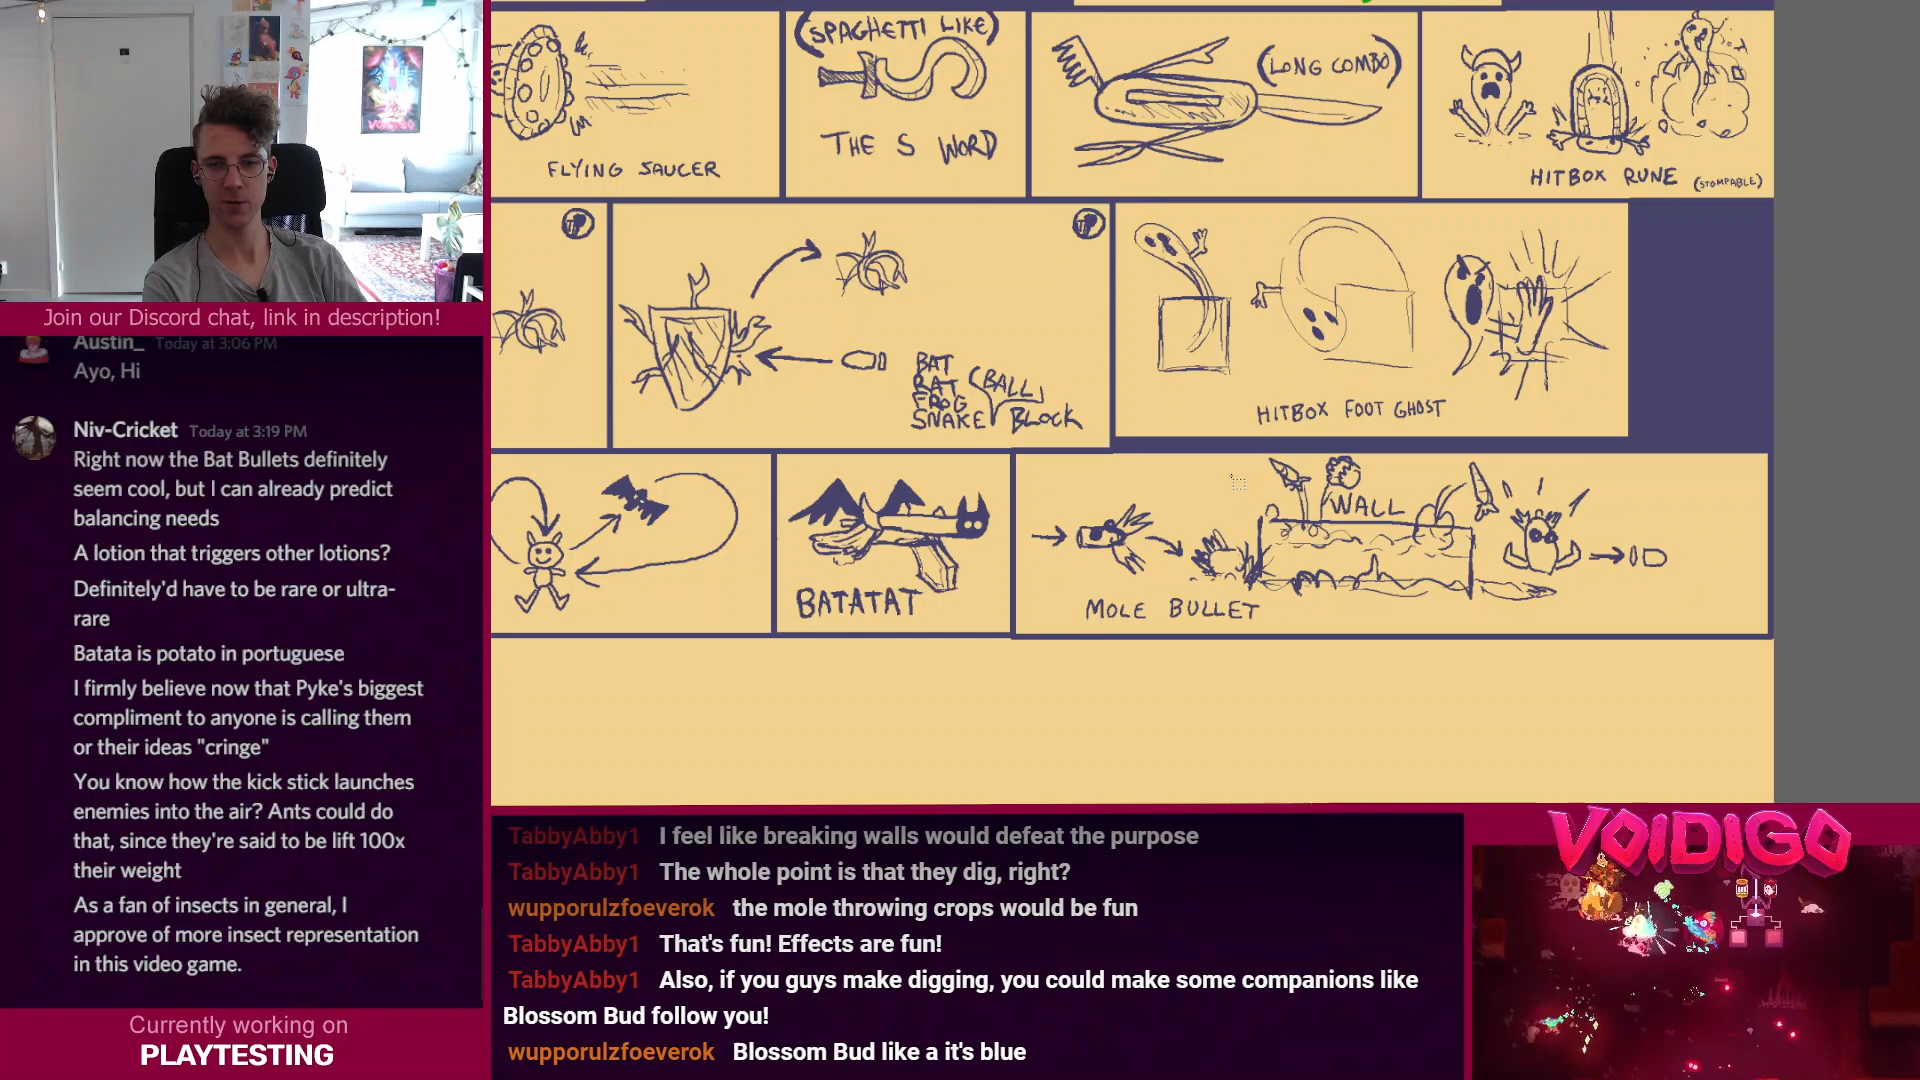 VOIDIGO
Join our Discord chat, link in description!
Austin_ Today at 3:06 PM
Ayo, Hi
Niv-Cricket Today at 3:19 PM
Right now the Bat Bullets definitely
seem cool, but I can already predict
balancing needs
A lotion that triggers other lotions?
Definitely'd have to be rare or ultra-
rare
Batata is potato in portuguese
I firmly believe now that Pyke's biggest
compliment to anyone is calling them
or their ideas "cringe"
You know how the kick stick launches
enemies into the air? Ants could do
that, since they're said to be lift 100x
their weight
As a fan of insects in general, I
approve of more insect representation
in this video game.
Currently working on
PLAYTESTING
FLYING SAUCER
(SPAGHETTI LIKE)
THE S WORD
(LONG COMBO)
HITBOX RUNE (STOMPABLE)
BAT
RAT (BALL)
FROG
SNAKE BLOCK
HITBOX FOOT GHOST
BATATAT
WALL
MOLE BULLET
TabbyAbby1 I feel like breaking walls would defeat the purpose
TabbyAbby1 The whole point is that they dig, right?
wupporulzfoeverok the mole throwing crops would be fun
TabbyAbby1 That's fun! Effects are fun!
TabbyAbby1 Also, if you guys make digging, you could make some companions like
Blossom Bud follow you!
wupporulzfoeverok Blossom Bud like a it's blue
VOIDIGO